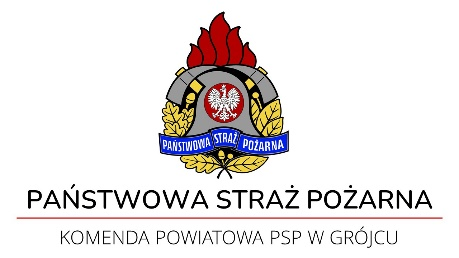 PAŃSTWOWA STRAŻ POŻARNA
PAŃSTWOWA STRAŻ POŻARNA
KOMENDA POWIATOWA PSP W GRÓJCU